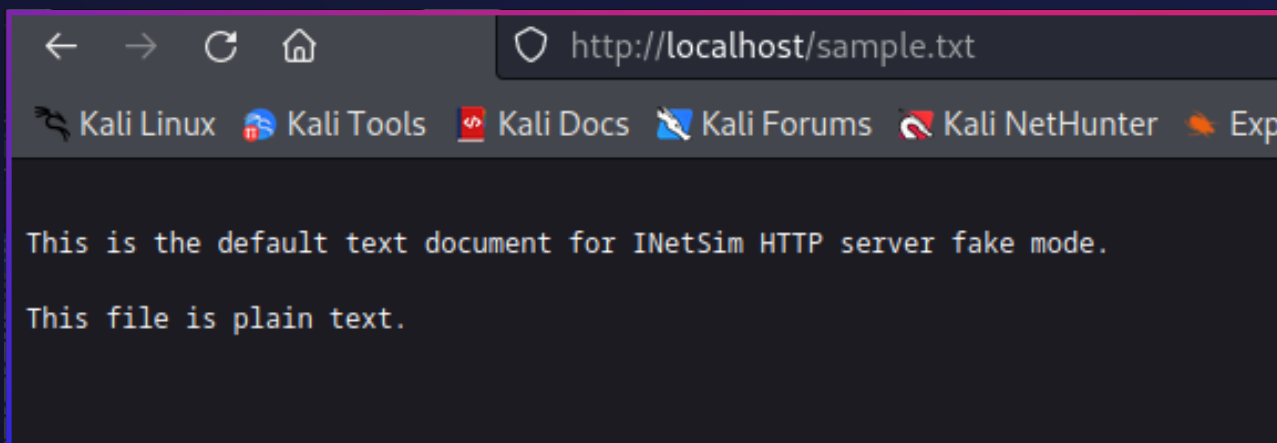 http://localhost/sample.txt
Kali Linux Kali Tools Kali Docs Kali Forums Kali NetHunter Exp
This is the default text document for INetSim HTTP server fake mode.
This file is plain text.